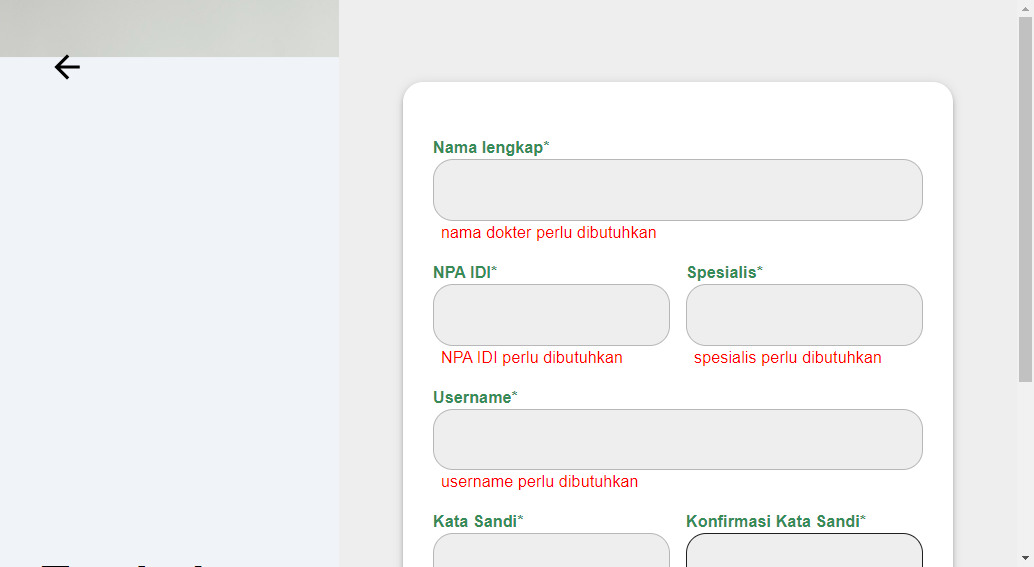 Nama lengkap*
nama dokter perlu dibutuhkan
NPA IDI*
Spesialis*
NPA IDI perlu dibutuhkan
spesialis perlu dibutuhkan
Username*
username perlu dibutuhkan
Kata Sandi*
Konfirmasi Kata Sandi*